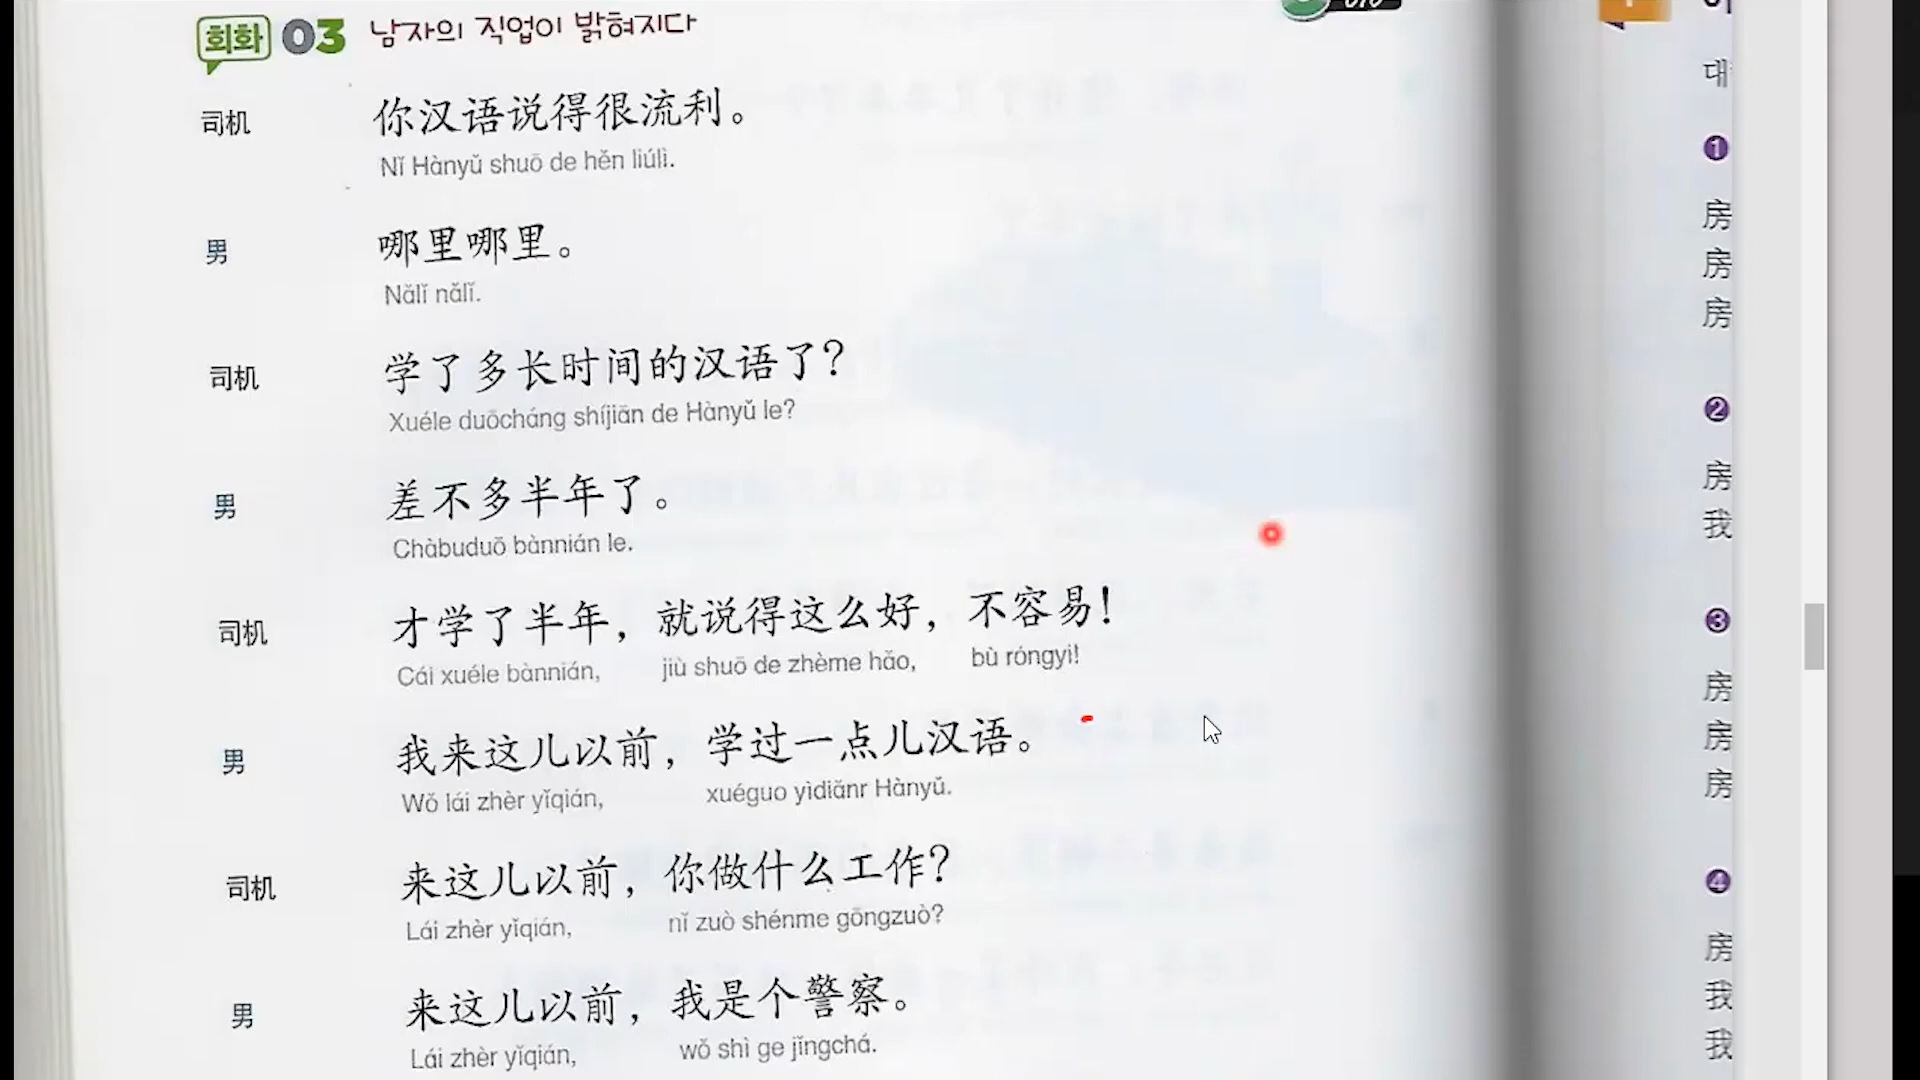 회화 03 남자의 직업이 밝혀지다
司机 你汉语说得很流利。
Nǐ Hànyǔ shuō de hěn liúlì.
男 哪里哪里。
Nǎlǐ nǎlǐ.
司机 学了多长时间的汉语了?
Xuéle duōcháng shíjiān de Hànyǔ le?
男 差不多半年了。
Chàbuduō bànnián le.
司机 才学了半年，就说得这么好，不容易!
Cái xuéle bànnián, jiù shuō de zhème hǎo, bù róngyì!
男 我来这儿以前，学过一点儿汉语。
Wǒ lái zhèr yǐqián, xuéguo yìdiǎnr Hànyǔ.
司机 来这儿以前，你做什么工作?
Lái zhèr yǐqián, nǐ zuò shénme gōngzuò?
男 来这儿以前，我是个警察。
Lái zhèr yǐqián, wǒ shì ge jǐngchá.
대
1
房
房
房
2
房
我
3
房
房
房
4
房
我
我